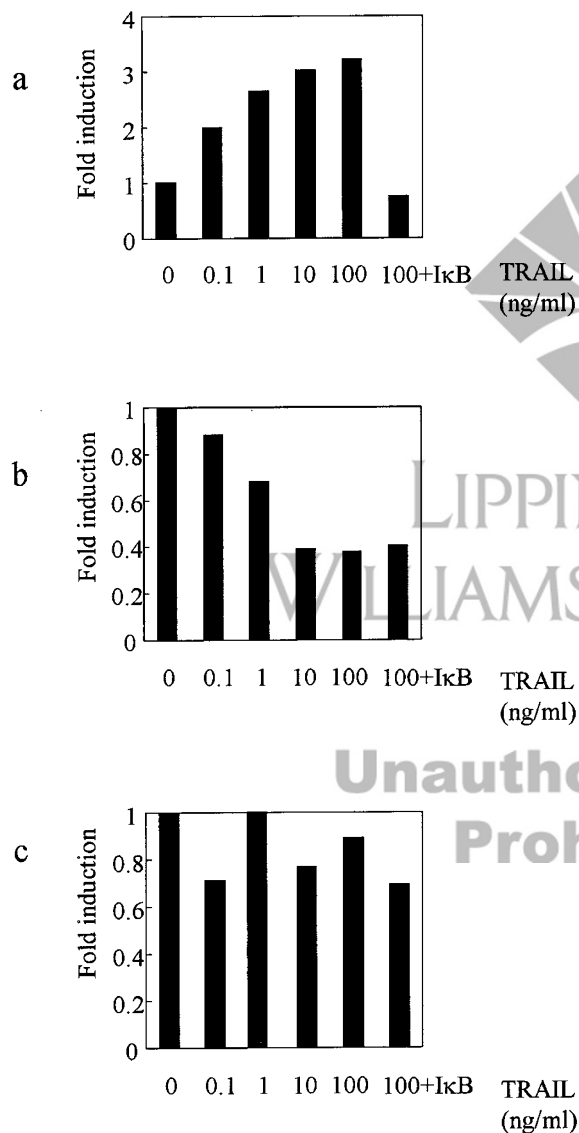 a
Fold induction
4
3
2
1
0
0 0.1 1 10 100 100+IκB
TRAIL
(ng/ml)
b
Fold induction
1
0.8
0.6
0.4
0.2
0
0 0.1 1 10 100 100+IκB
TRAIL
(ng/ml)
LIPPI
WILLIAMS
c
Fold induction
1
0.8
0.6
0.4
0.2
0
0 0.1 1 10 100 100+IκB
TRAIL
(ng/ml)
Unautho
Proh